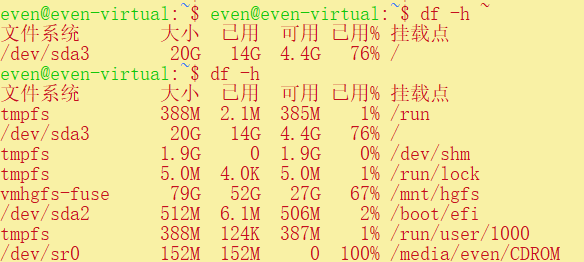 even@even-virtual:~$ even@even-virtual:~$ df -h ~
文件系统 大小 已用 可用 已用% 挂载点
/dev/sda3 20G 14G 4.4G 76% /
even@even-virtual:~$ df -h
文件系统 大小 已用 可用 已用% 挂载点
tmpfs 388M 2.1M 385M 1% /run
/dev/sda3 20G 14G 4.4G 76% /
tmpfs 1.9G 0 1.9G 0% /dev/shm
tmpfs 5.0M 4.0K 5.0M 1% /run/lock
vmhgfs-fuse 79G 52G 27G 67% /mnt/hgfs
/dev/sda2 512M 6.1M 506M 2% /boot/efi
tmpfs 388M 124K 387M 1% /run/user/1000
/dev/sr0 152M 152M 0 100% /media/even/CDROM